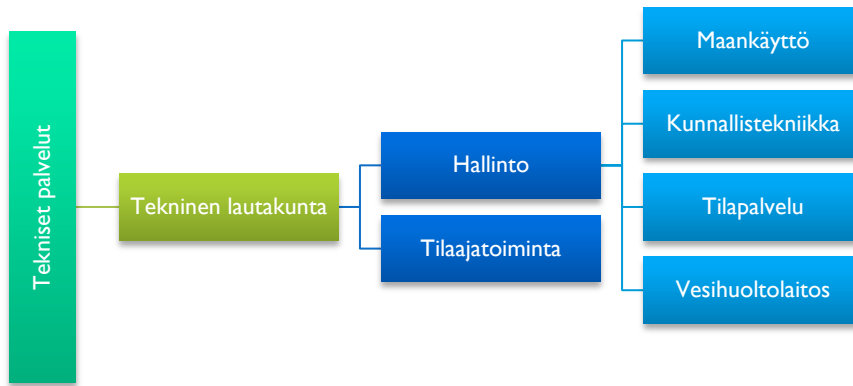 Tekniset palvelut
Tekninen lautakunta
Hallinto
Tilaajatoiminta
Maankäyttö
Kunnallistekniikka
Tilapalvelu
Vesihuoltolaitos